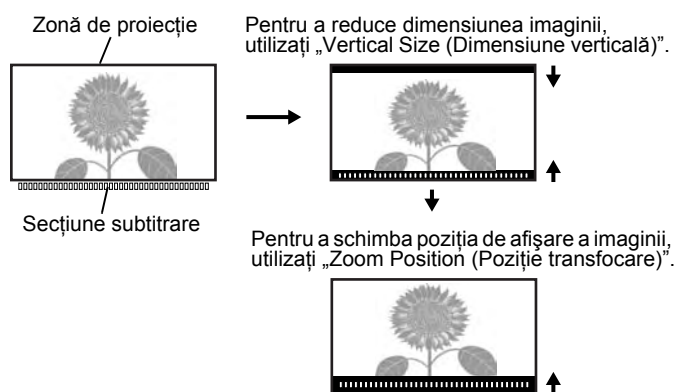 Zonă de proiecție
Secțiune subtitrare
Pentru a reduce dimensiunea imaginii,
utilizați „Vertical Size (Dimensiune verticală)”.
Pentru a schimba poziția de afişare a imaginii,
utilizați „Zoom Position (Poziție transfocare)”.